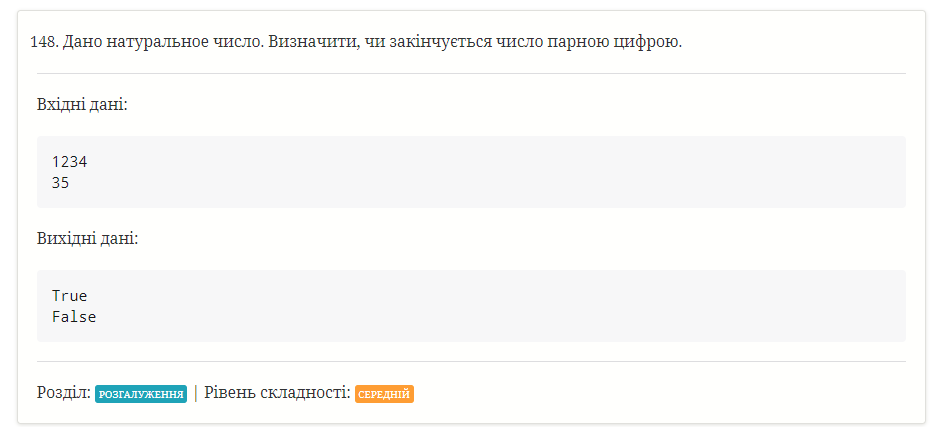 148. Дано натуральное число. Визначити, чи закінчується число парною цифрою.
Вхідні дані:
1234
35
Вихідні дані:
True
False
Розділ: РОЗГАЛУЖЕННЯ | Рівень складності: СЕРЕДНІЙ